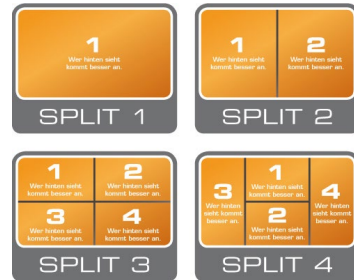 1
Wer hinten sieht
kommt besser an.
SPLIT 1
1
Wer hinten sieht
kommt besser an.
2
Wer hinten sieht
kommt besser an.
SPLIT 2
1
Wer hinten sieht
kommt besser an.
2
Wer hinten sieht
kommt besser an.
3
Wer hinten sieht
kommt besser an.
4
Wer hinten sieht
kommt besser an.
SPLIT 3
3
Wer hinten
sieht kommt
besser an.
1
Wer hinten sieht
kommt besser an.
2
Wer hinten sieht
kommt besser an.
4
Wer hinten
sieht kommt
besser an.
SPLIT 4